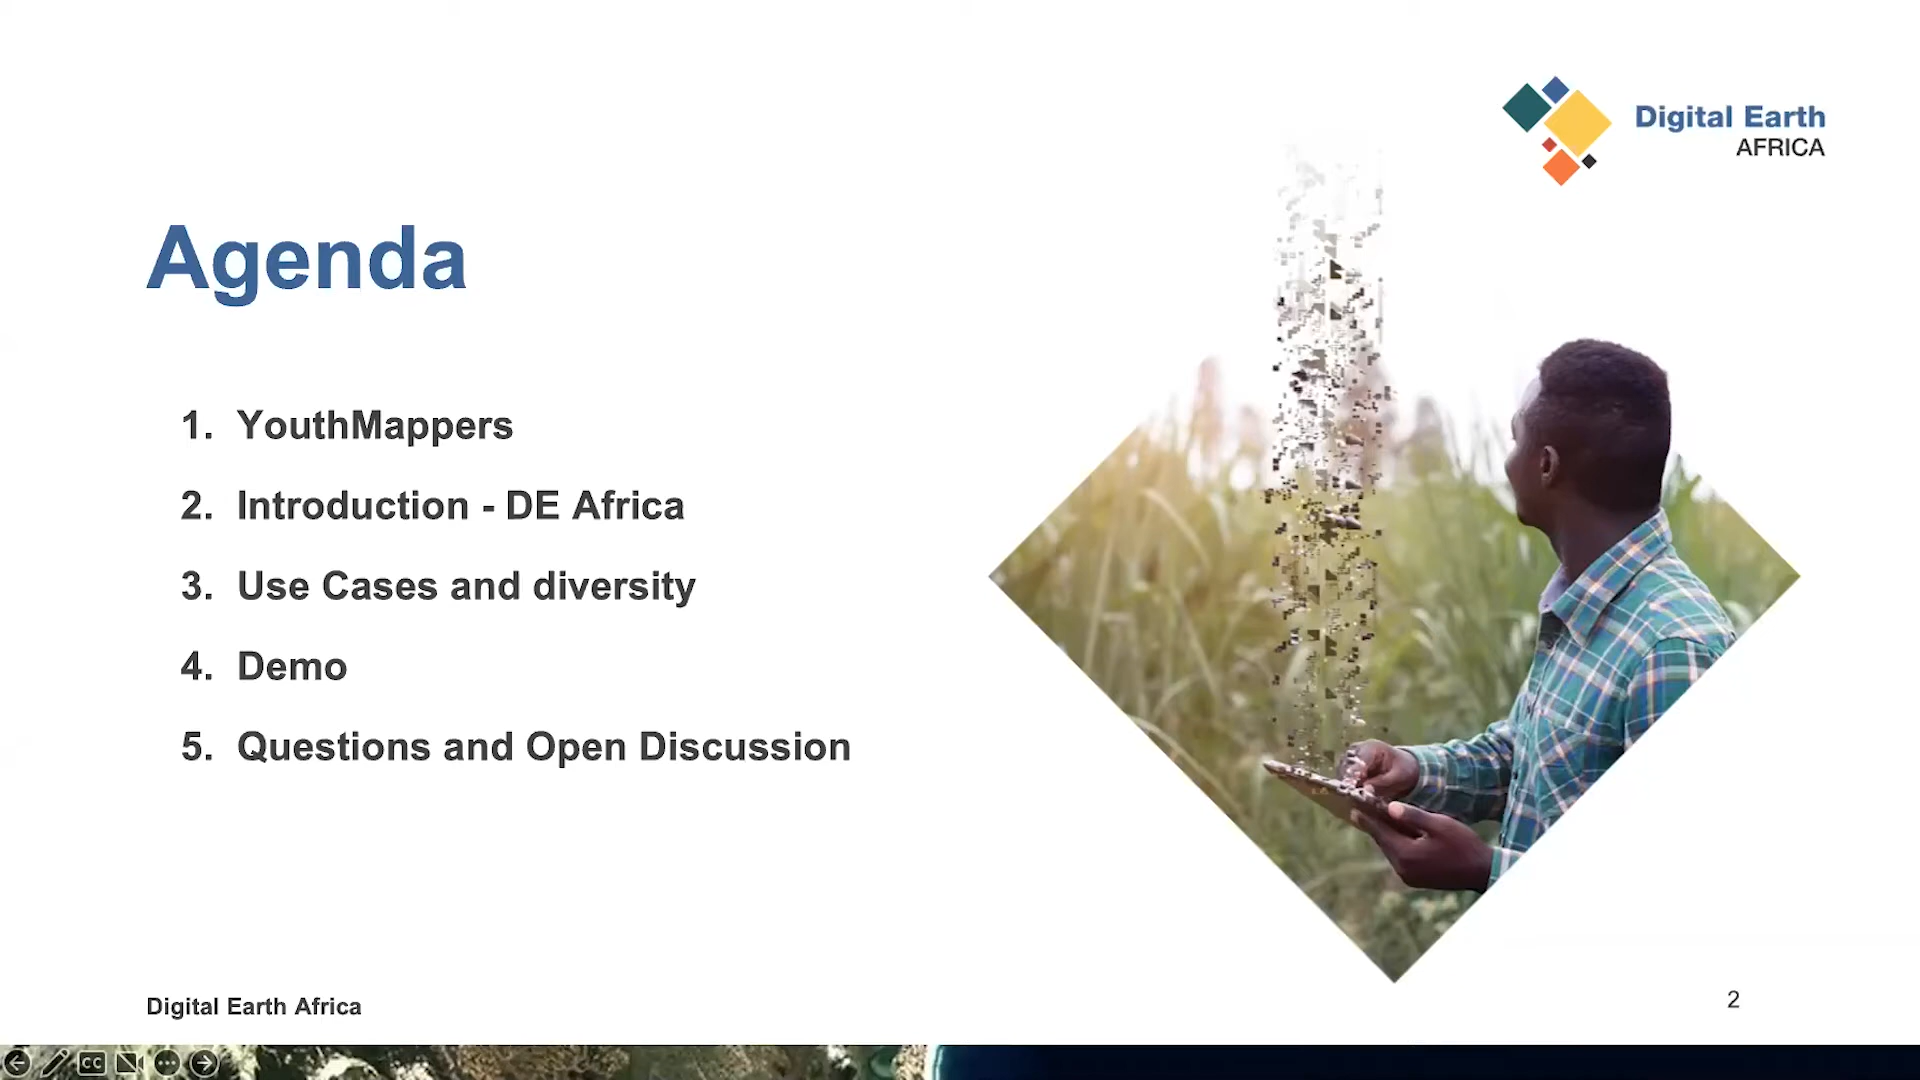 Digital Earth
AFRICA
Agenda
1. YouthMappers
2. Introduction - DE Africa
3. Use Cases and diversity
4. Demo
5. Questions and Open Discussion
Digital Earth Africa
2
CC